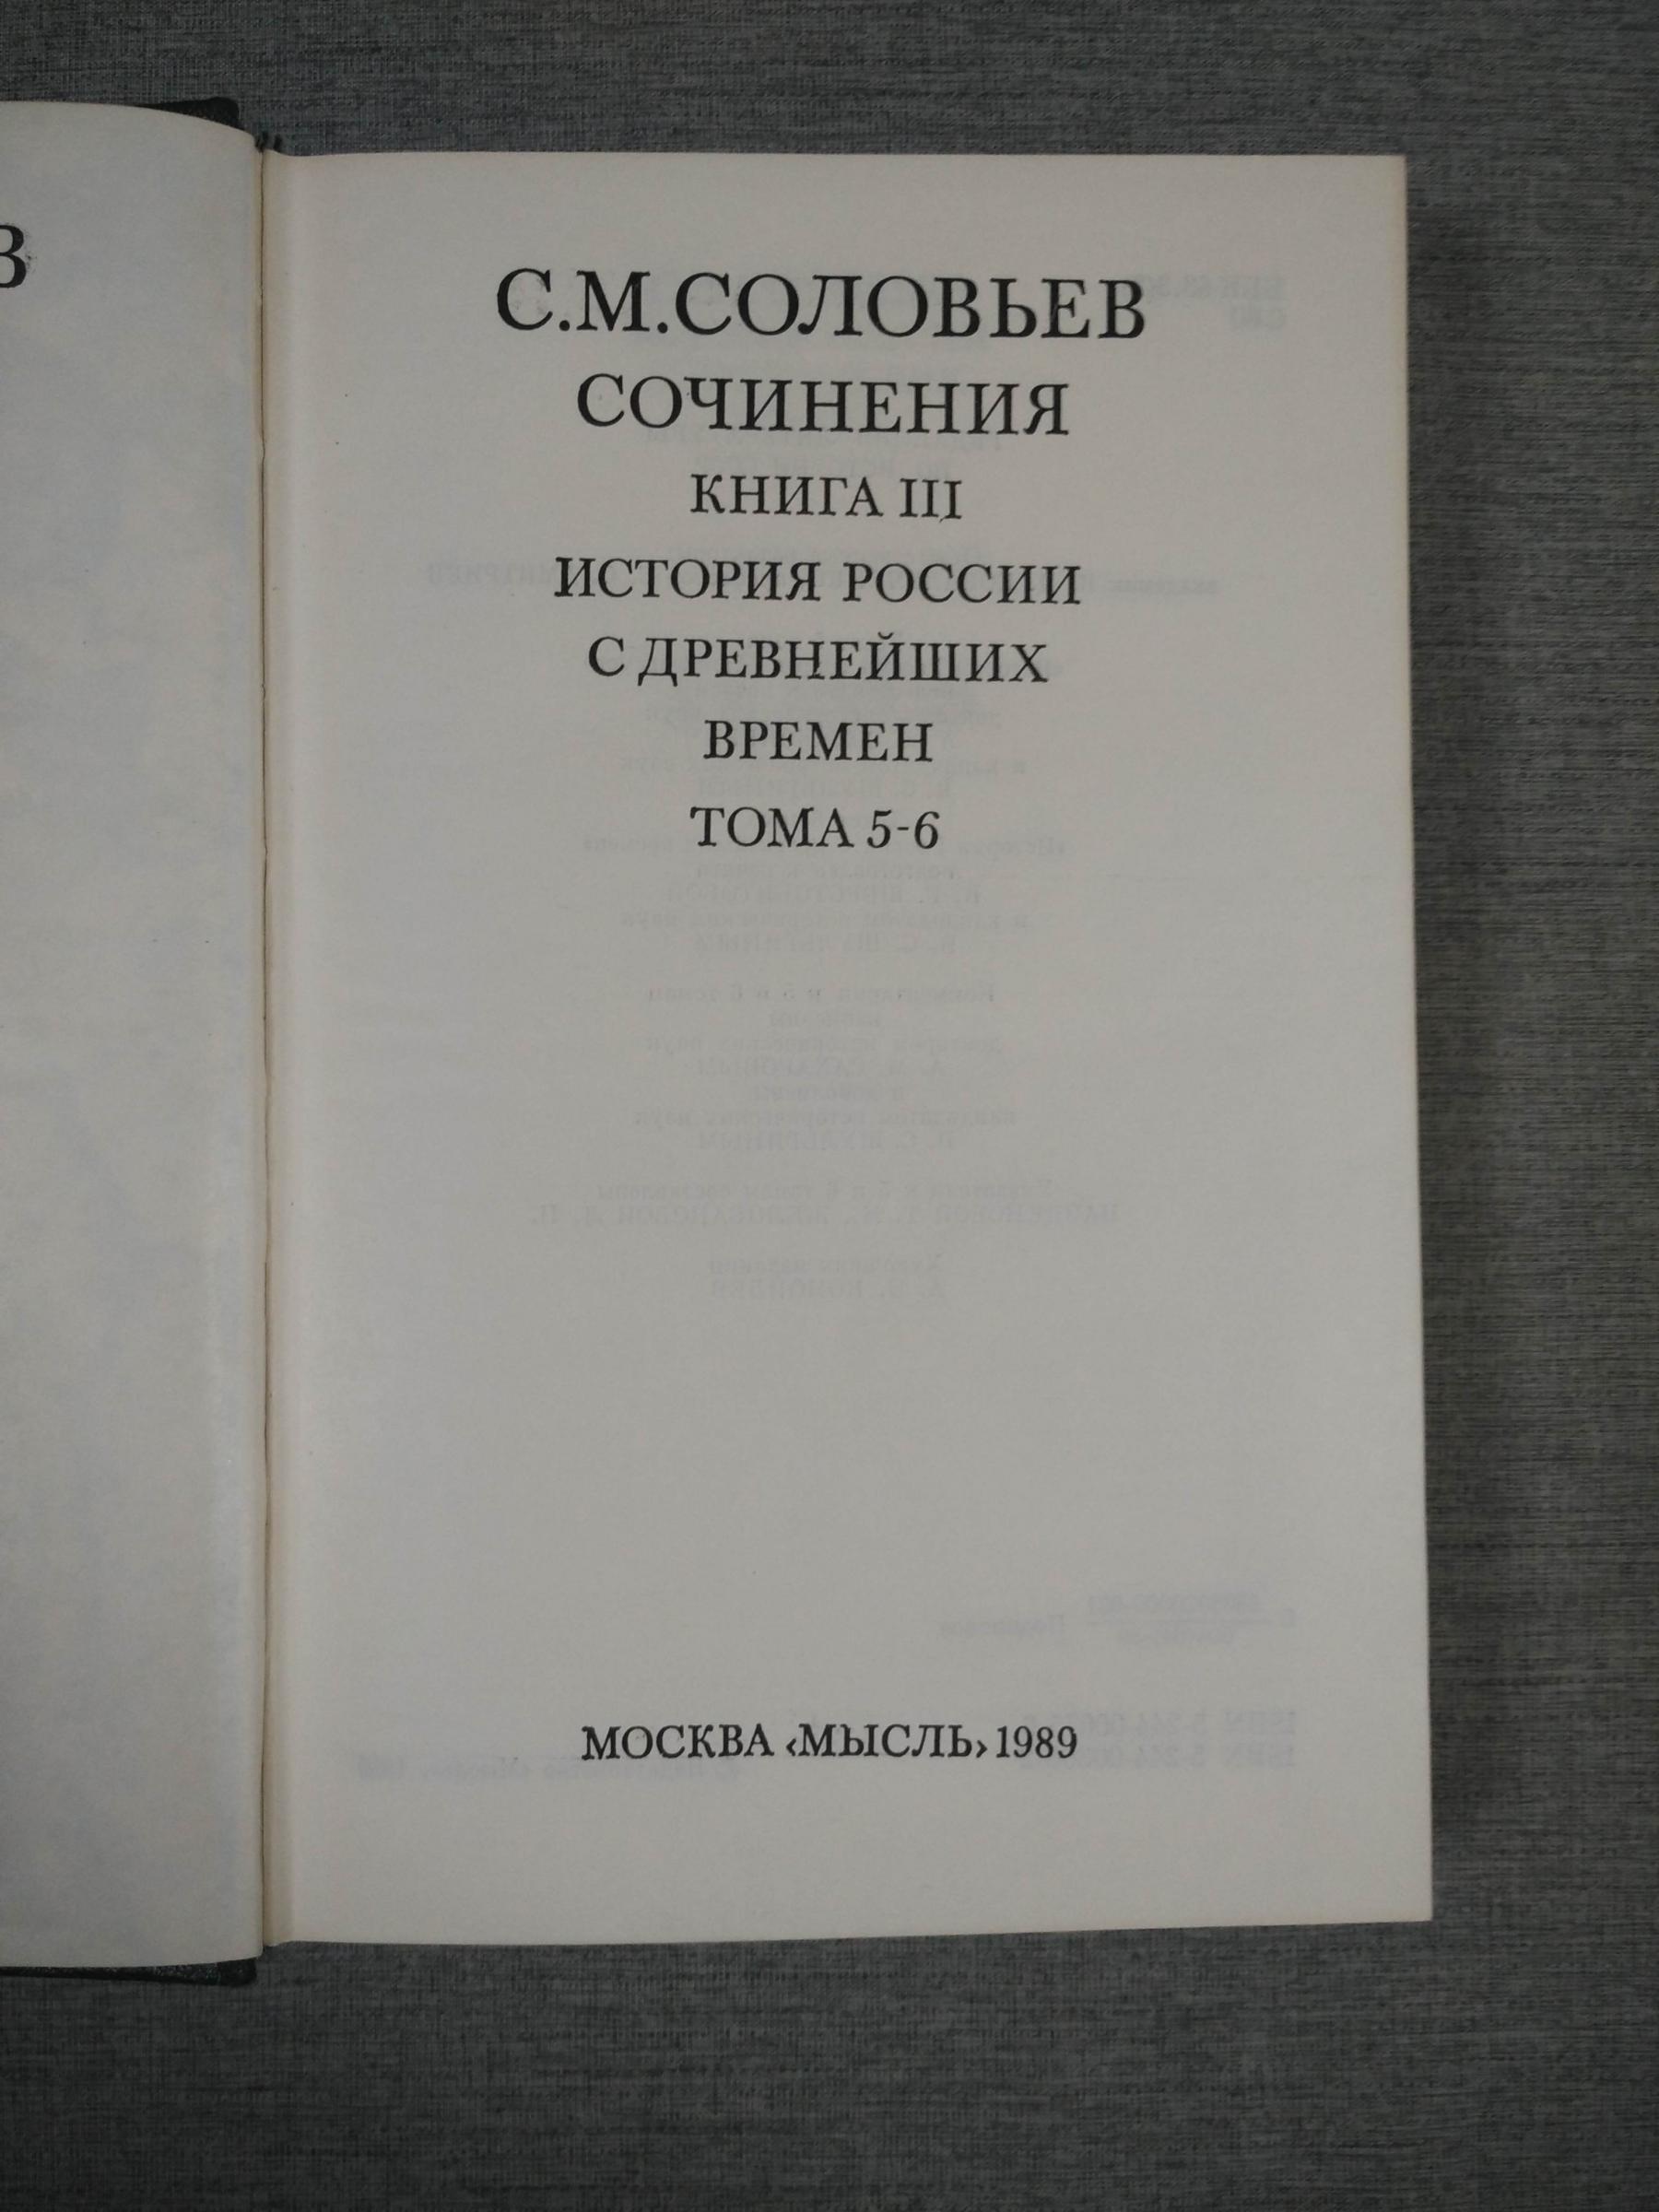 В
С.М.СОЛОВЬЕВ
СОЧИНЕНИЯ
КНИГА III
ИСТОРИЯ РОССИИ
С ДРЕВНЕЙШИХ
ВРЕМЕН
ТОМА 5-6
МОСКВА ‹МЫСЛЬ› 1989